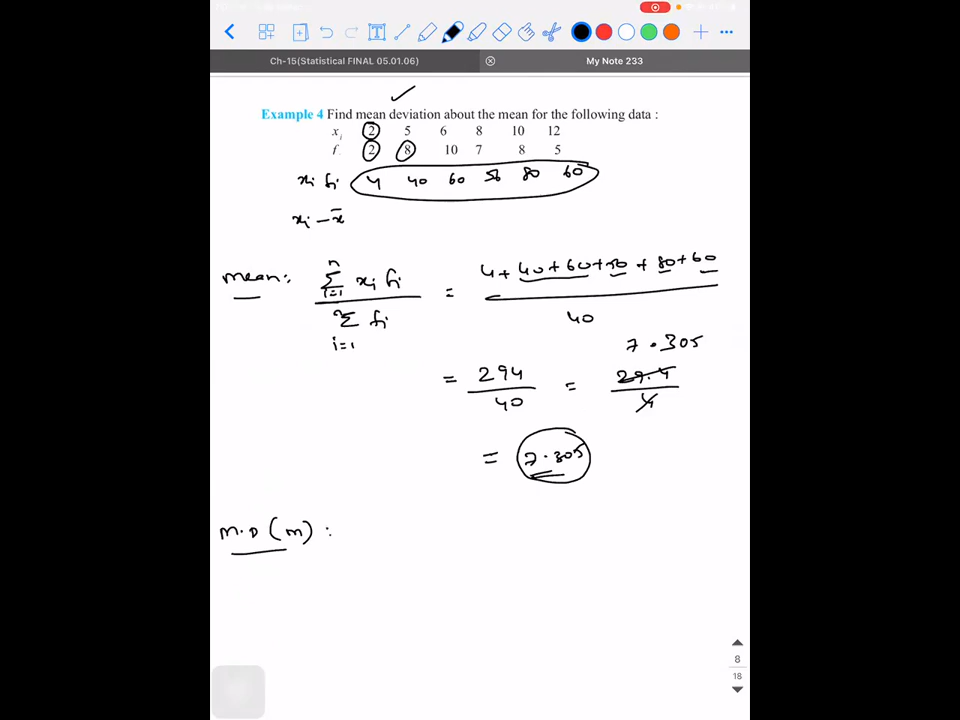 Ch-15(Statistical FINAL 05.01.06)
My Note 233
Example 4 Find mean deviation about the mean for the following data :
xi 2 5 6 8 10 12
f 2 8 10 7 8 5
xi fi 4 40 60 56 80 60
xi − x̄
mean: n Σ i=1 xi fi / Σ i=1 fi = 4 + 40 + 60 + 50 + 80 + 60 / 40
7.305
= 294 / 40 = 29.4 / 4
= 7.305
M.D (m) :
8
18